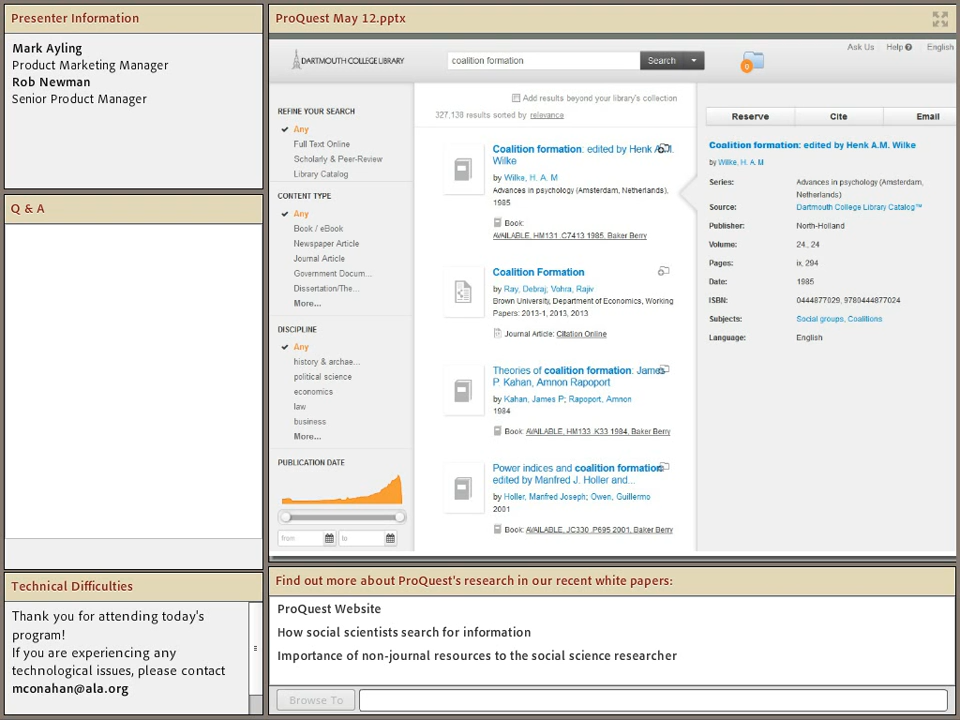 Presenter Information
Mark Ayling
Product Marketing Manager
Rob Newman
Senior Product Manager
Q & A
Technical Difficulties
Thank you for attending today's
program!
If you are experiencing any
technological issues, please contact
mconahan@ala.org
ProQuest May 12.pptx
Ask Us Help English
DARTMOUTH COLLEGE LIBRARY
coalition formation
Search
0
REFINE YOUR SEARCH
Any
Full Text Online
Scholarly & Peer-Review
Library Catalog
CONTENT TYPE
Any
Book / eBook
Newspaper Article
Journal Article
Government Docum...
Dissertation/The...
More...
DISCIPLINE
Any
history & archae...
political science
economics
law
business
More...
PUBLICATION DATE
from to
Add results beyond your library's collection
327,138 results sorted by relevance
Coalition formation: edited by Henk A.M.
Wilke
by Wilke, H. A. M
Advances in psychology (Amsterdam, Netherlands),
1985
Book:
AVAILABLE, HM131 .C7413 1985, Baker Berry
Coalition Formation
by Ray, Debraj; Vohra, Rajiv
Brown University, Department of Economics, Working
Papers: 2013-1, 2013, 2013
Journal Article: Citation Online
Theories of coalition formation: James
P. Kahan, Amnon Rapoport
by Kahan, James P; Rapoport, Amnon
1984
Book: AVAILABLE, HM133 .K33 1984, Baker Berry
Power indices and coalition formation
edited by Manfred J. Holler and...
by Holler, Manfred Joseph; Owen, Guillermo
2001
Book: AVAILABLE, JC330 .P695 2001, Baker Berry
Reserve Cite Email
Coalition formation: edited by Henk A.M. Wilke
by Wilke, H. A. M
Series: Advances in psychology (Amsterdam,
Netherlands)
Source: Dartmouth College Library Catalog™
Publisher: North-Holland
Volume: 24., 24
Pages: ix, 294
Date: 1985
ISBN: 0444877029, 9780444877024
Subjects: Social groups, Coalitions
Language: English
Find out more about ProQuest's research in our recent white papers:
ProQuest Website
How social scientists search for information
Importance of non-journal resources to the social science researcher
Browse To